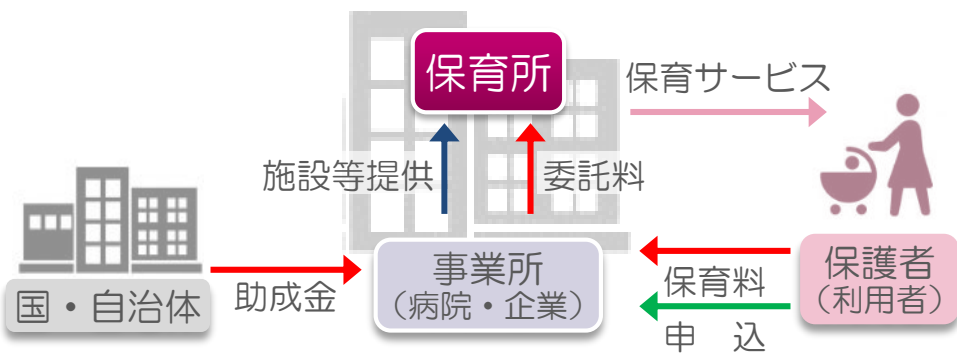 保育所
保育サービス
施設等提供
委託料
国・自治体
助成金
事業所
（病院・企業）
保育料
申　込
保護者
（利用者）